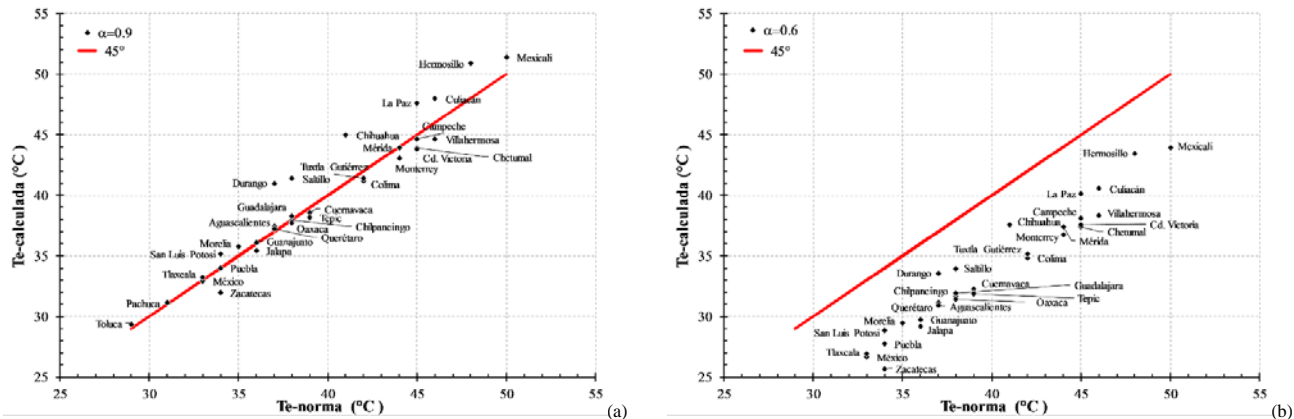 α=0.9
45°
Te-calculada (°C)
55
50
45
40
35
30
25
Hermosillo
Mexicali
La Paz
Culiacán
Campeche
Chihuahua
Villahermosa
Mérida
Cd. Victoria
Chetumal
Monterrey
Tuxtla Gutiérrez
Saltillo
Colima
Durango
Guadalajara
Cuernavaca
Tepic
Chilpancingo
Aguascalientes
Oaxaca
Querétaro
Morelia
Guanajuato
San Luis Potosi
Jalapa
Tlaxcala
Puebla
México
Zacatecas
Pachuca
Toluca
25 30 35 40 45 50 55
Te-norma (°C)
(a)
α=0.6
45°
Te-calculada (°C)
55
50
45
40
35
30
25
Hermosillo
Mexicali
La Paz
Culiacán
Campeche
Villahermosa
Chihuahua
Cd. Victoria
Chetumal
Monterrey
Mérida
Tuxtla Gutiérrez
Colima
Durango
Saltillo
Cuernavaca
Guadalajara
Chilpancingo
Tepic
Oaxaca
Querétaro
Aguascalientes
Morelia
Guanajuato
San Luis Potosi
Jalapa
Puebla
Tlaxcala
México
Zacatecas
25 30 35 40 45 50 55
Te-norma (°C)
(b)